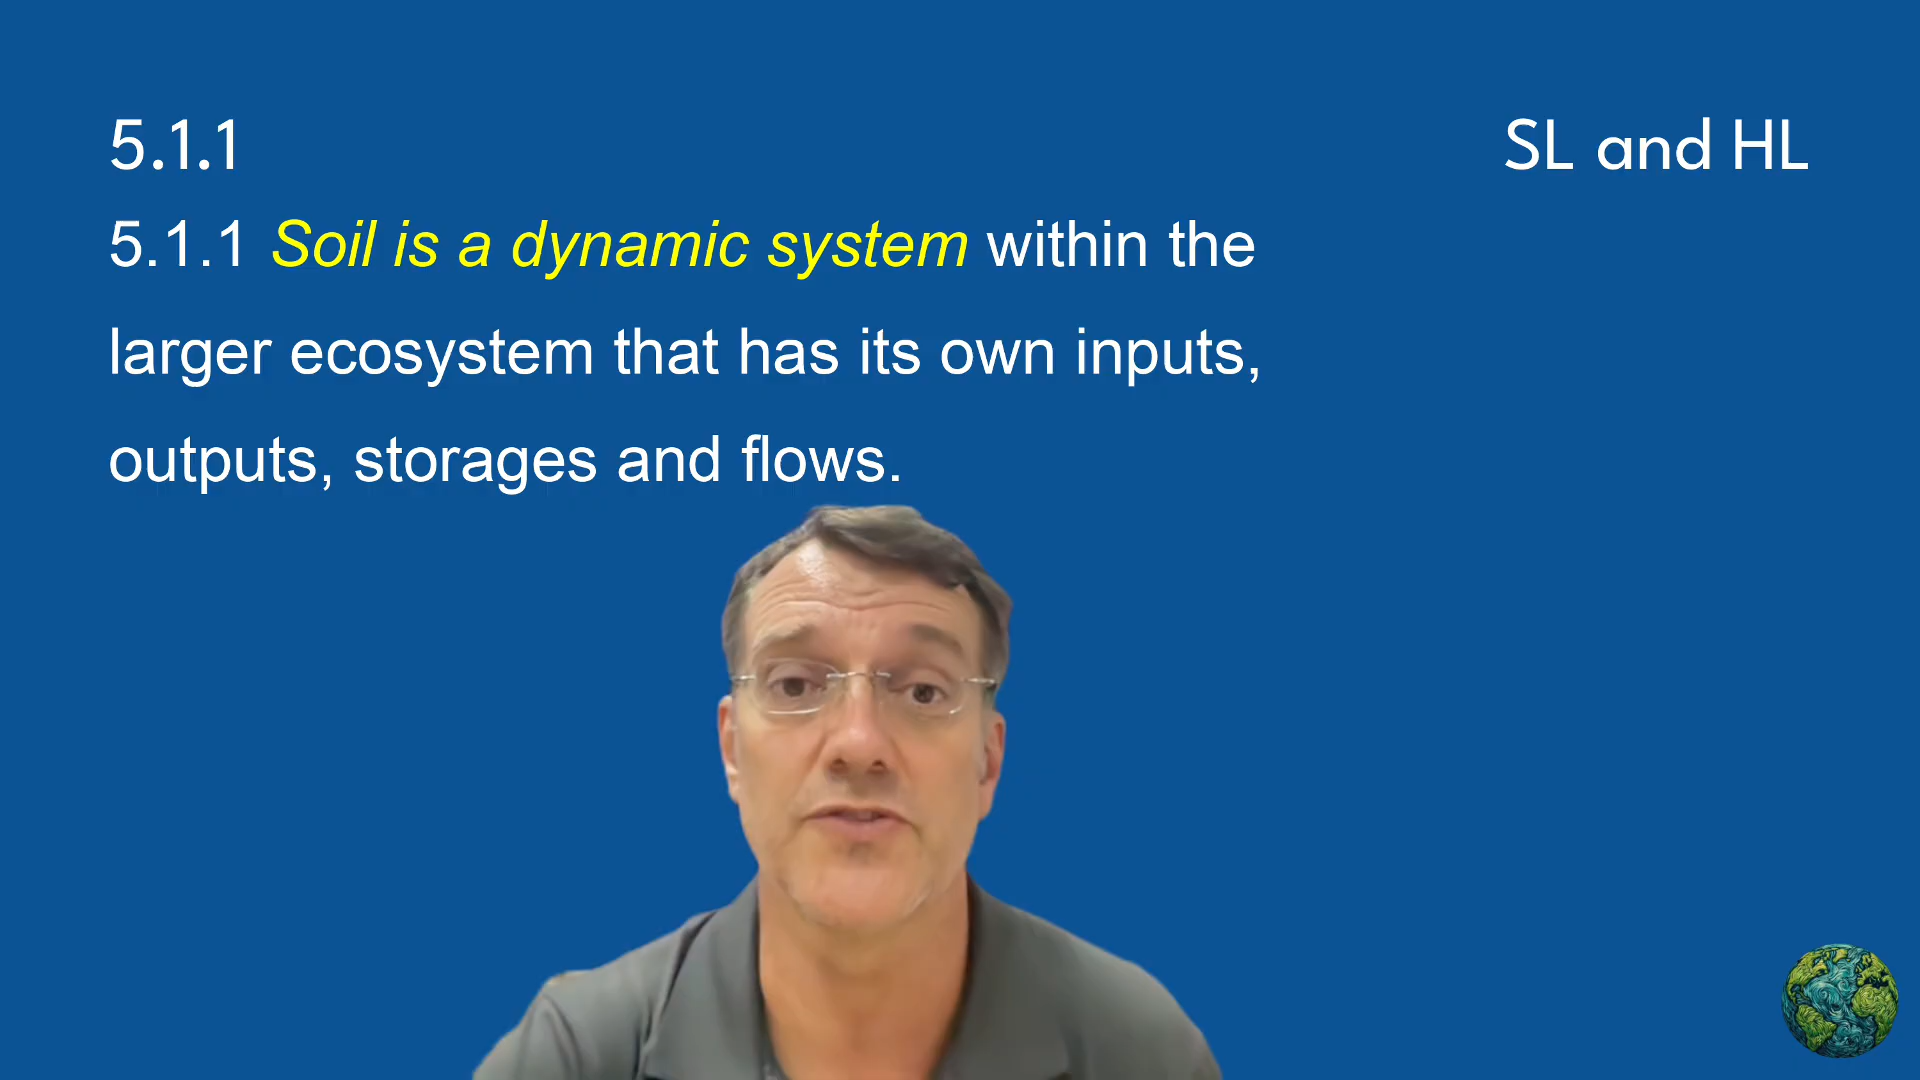 5.1.1
SL and HL
5.1.1 Soil is a dynamic system within the
larger ecosystem that has its own inputs,
outputs, storages and flows.